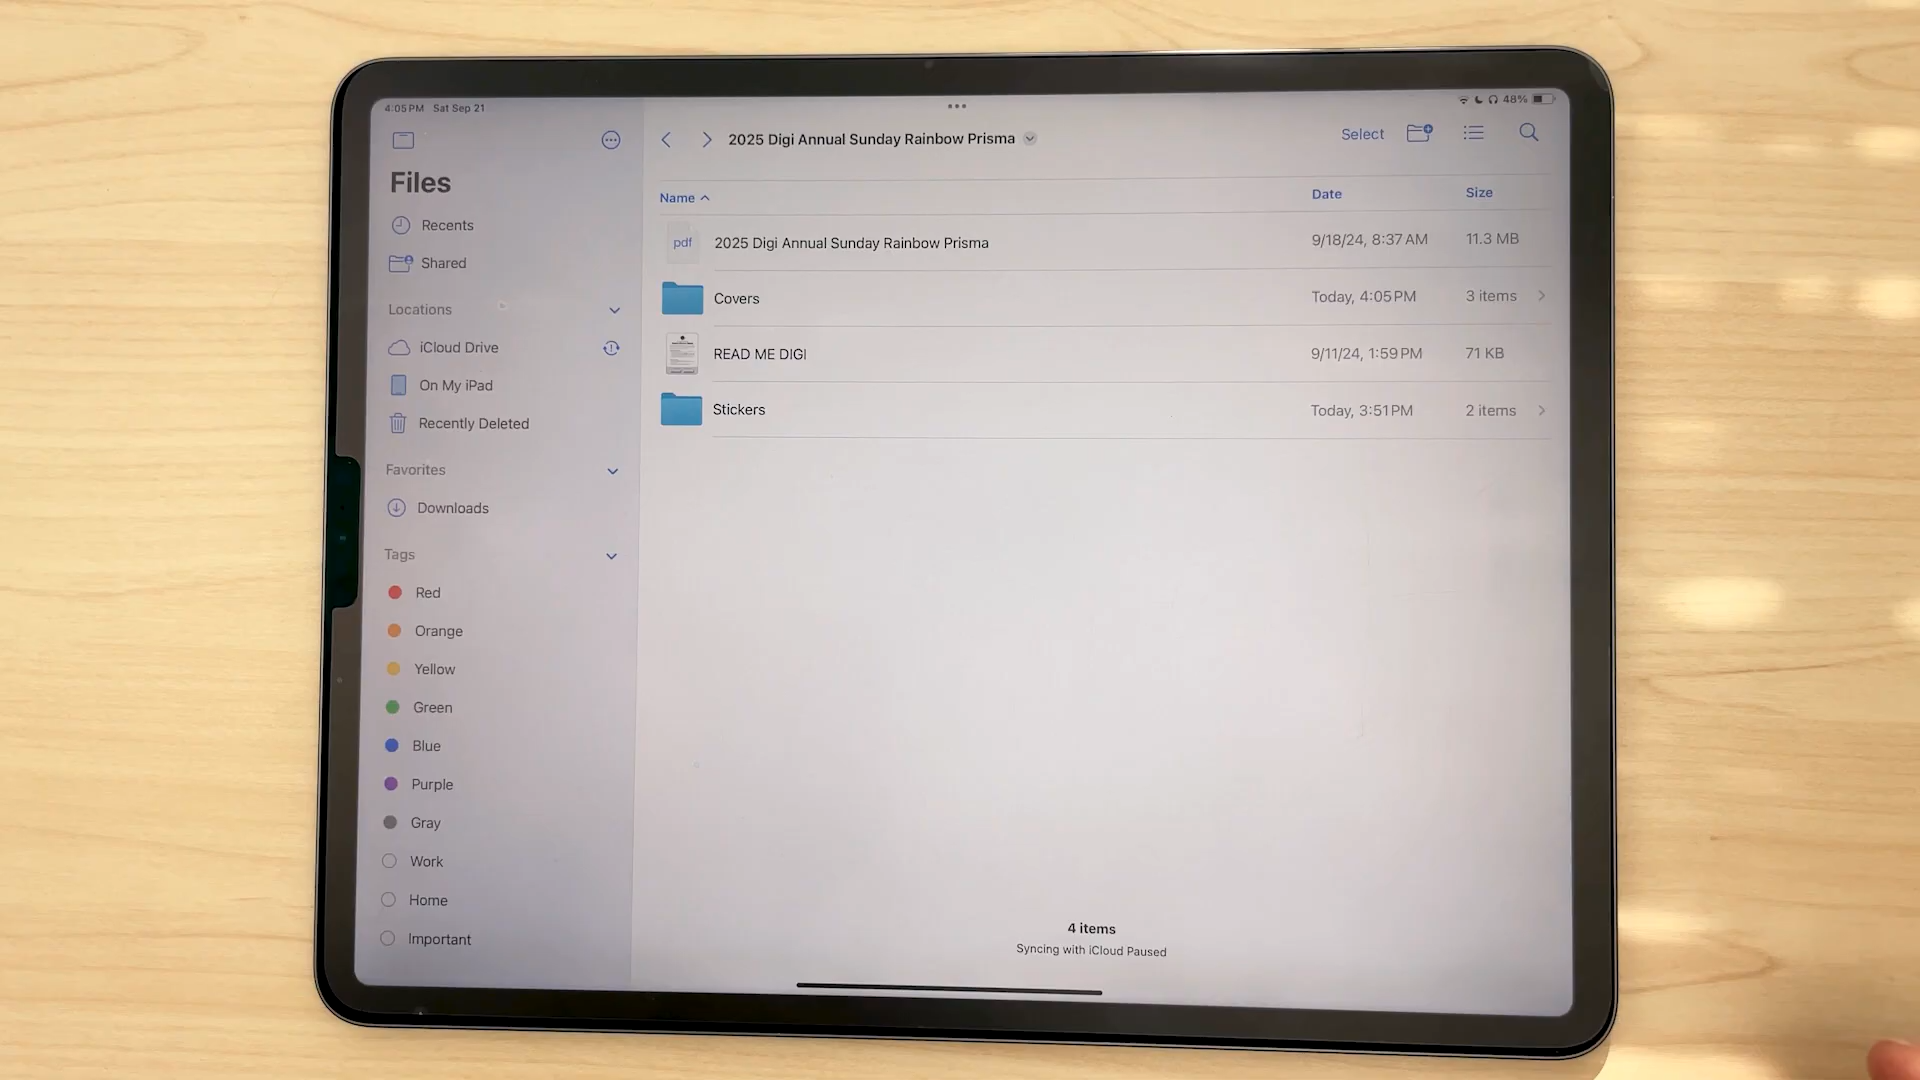 4:05 PM Sat Sep 21
48%
Files
Recents
Shared
Locations
iCloud Drive
On My iPad
Recently Deleted
Favorites
Downloads
Tags
Red
Orange
Yellow
Green
Blue
Purple
Gray
Work
Home
Important
2025 Digi Annual Sunday Rainbow Prisma
Select
Name Date Size
pdf 2025 Digi Annual Sunday Rainbow Prisma 9/18/24, 8:37 AM 11.3 MB
Covers Today, 4:05 PM 3 items
READ ME DIGI 9/11/24, 1:59 PM 71 KB
Stickers Today, 3:51 PM 2 items
4 items
Syncing with iCloud Paused